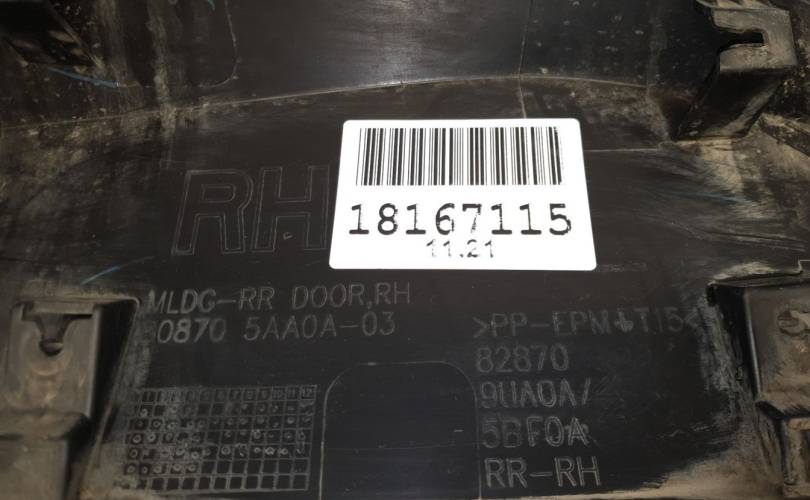 RH
18167115
11.21
MLDG-RR DOOR,RH
80870 5AA0A-03
>PP-EPM+T15<
82870
9UA0A/
5BF0A
RR-RH